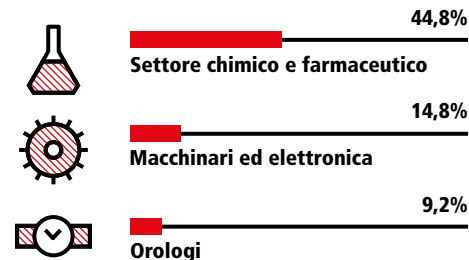 44,8%
Settore chimico e farmaceutico
14,8%
Macchinari ed elettronica
9,2%
Orologi